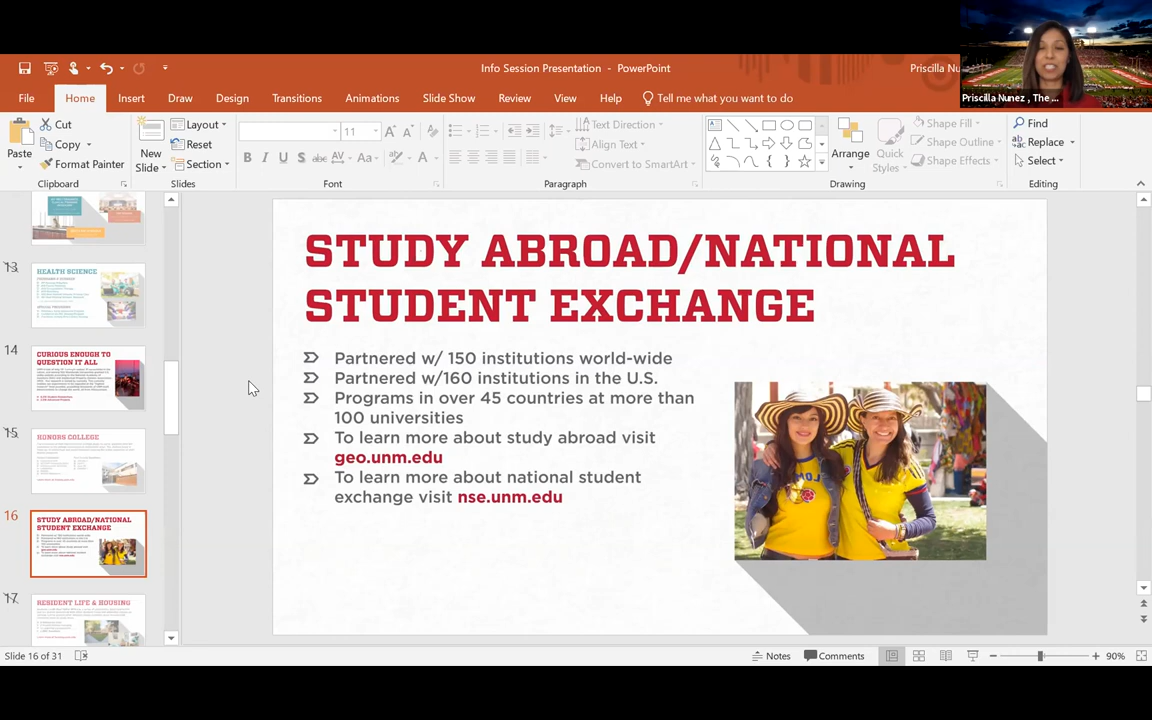 Info Session Presentation - PowerPoint
Priscilla Nu
Priscilla Nunez , The ...
File Home Insert Draw Design Transitions Animations Slide Show Review View Help Tell me what you want to do
Paste
Cut
Copy
Format Painter
Clipboard
New
Slide
Layout
Reset
Section
Slides
11
B I U S abc AV Aa A
Font
Text Direction
Align Text
Convert to SmartArt
Paragraph
Arrange
Quick
Styles
Shape Fill
Shape Outline
Shape Effects
Drawing
Find
Replace
Select
Editing
13
HEALTH SCIENCE
14
CURIOUS ENOUGH TO
QUESTION IT ALL
15
HONORS COLLEGE
16
STUDY ABROAD/NATIONAL
STUDENT EXCHANGE
17
RESIDENT LIFE & HOUSING
STUDY ABROAD/NATIONAL
STUDENT EXCHANGE
Partnered w/ 150 institutions world-wide
Partnered w/160 institutions in the U.S.
Programs in over 45 countries at more than
100 universities
To learn more about study abroad visit
geo.unm.edu
To learn more about national student
exchange visit nse.unm.edu
Slide 16 of 31
Notes
Comments
90%